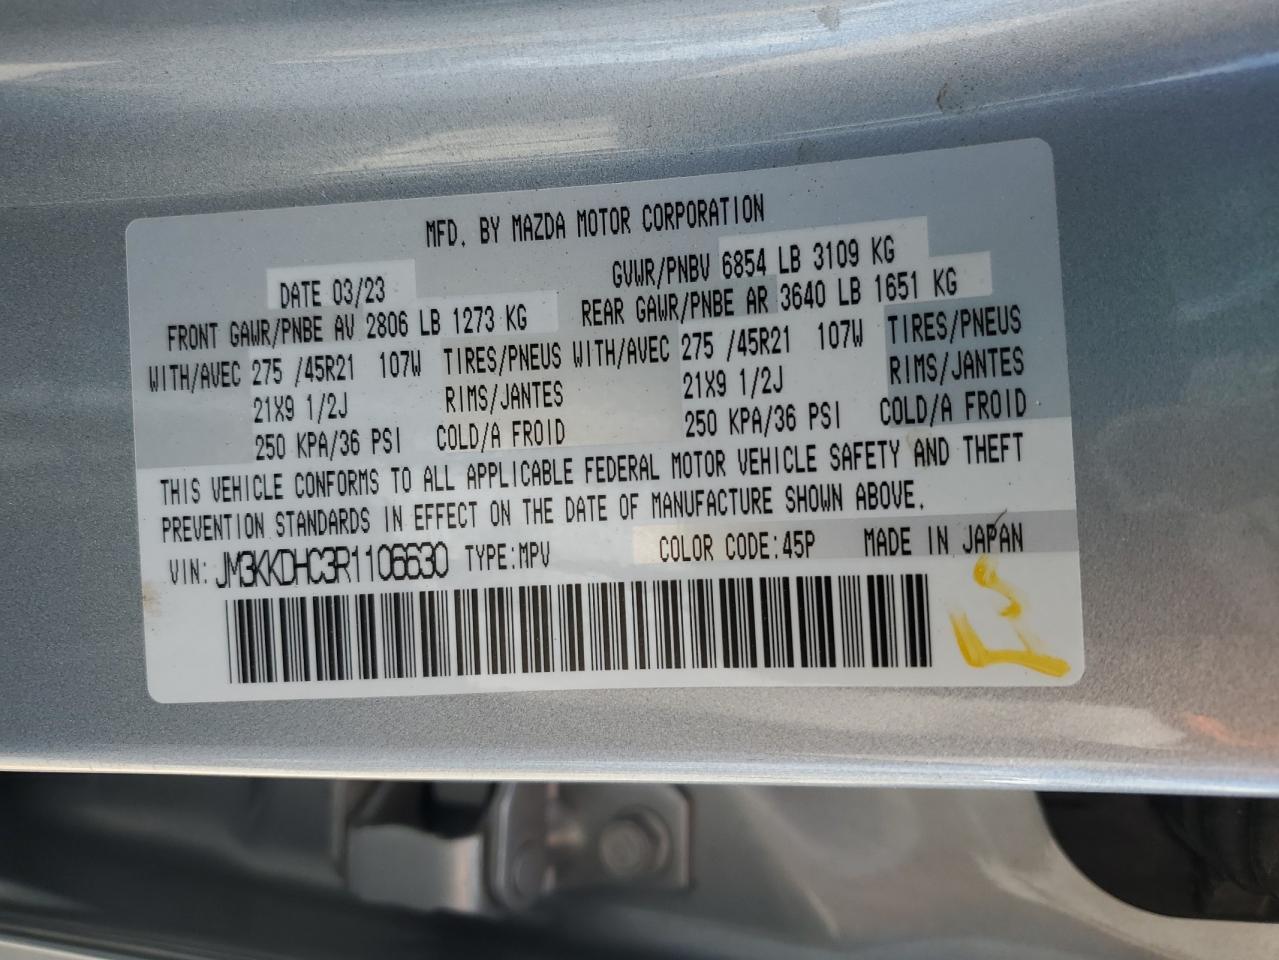 MFD. BY MAZDA MOTOR CORPORATION
DATE 03/23 GVWR/PNBV 6854 LB 3109 KG
FRONT GAWR/PNBE AV 2806 LB 1273 KG REAR GAWR/PNBE AR 3640 LB 1651 KG
WITH/AVEC 275 /45R21 107W TIRES/PNEUS WITH/AVEC 275 /45R21 107W TIRES/PNEUS
21X9 1/2J RIMS/JANTES 21X9 1/2J RIMS/JANTES
250 KPA/36 PSI COLD/A FROID 250 KPA/36 PSI COLD/A FROID
THIS VEHICLE CONFORMS TO ALL APPLICABLE FEDERAL MOTOR VEHICLE SAFETY AND THEFT
PREVENTION STANDARDS IN EFFECT ON THE DATE OF MANUFACTURE SHOWN ABOVE.
VIN: JM3KKDHC3R1106630 TYPE:MPV COLOR CODE:45P MADE IN JAPAN